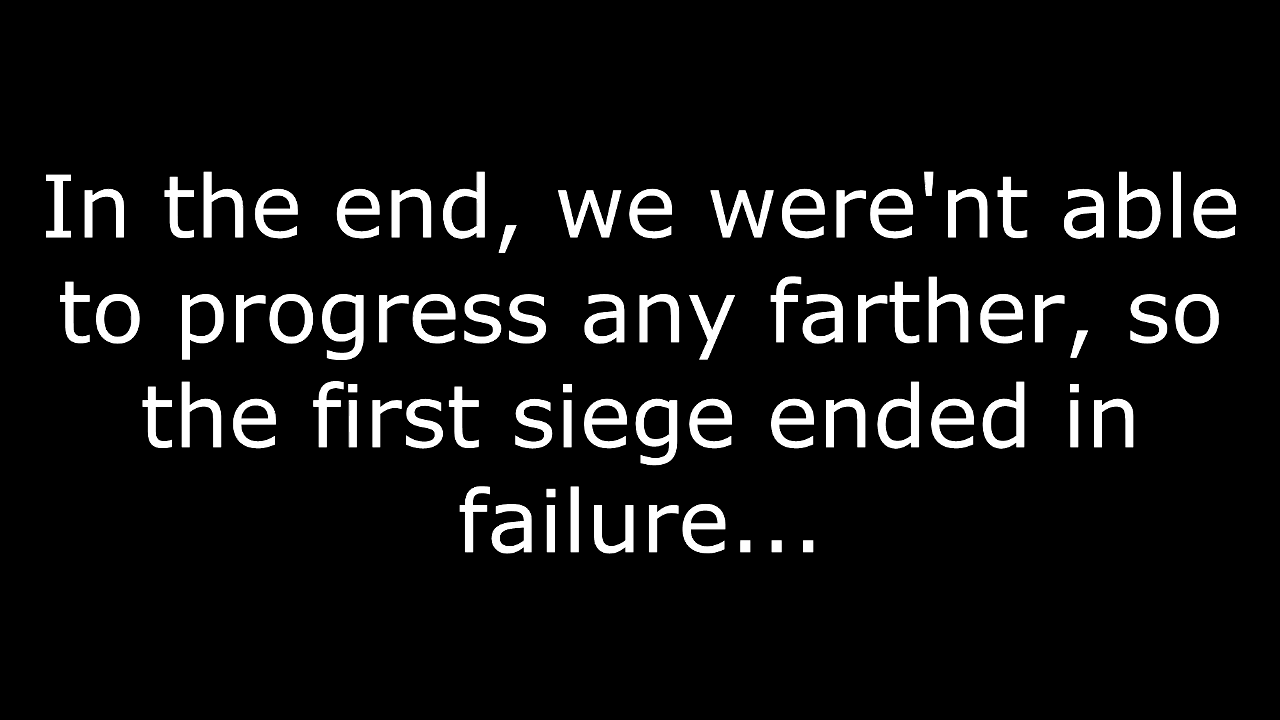 In the end, we were'nt able
to progress any farther, so
the first siege ended in
failure...